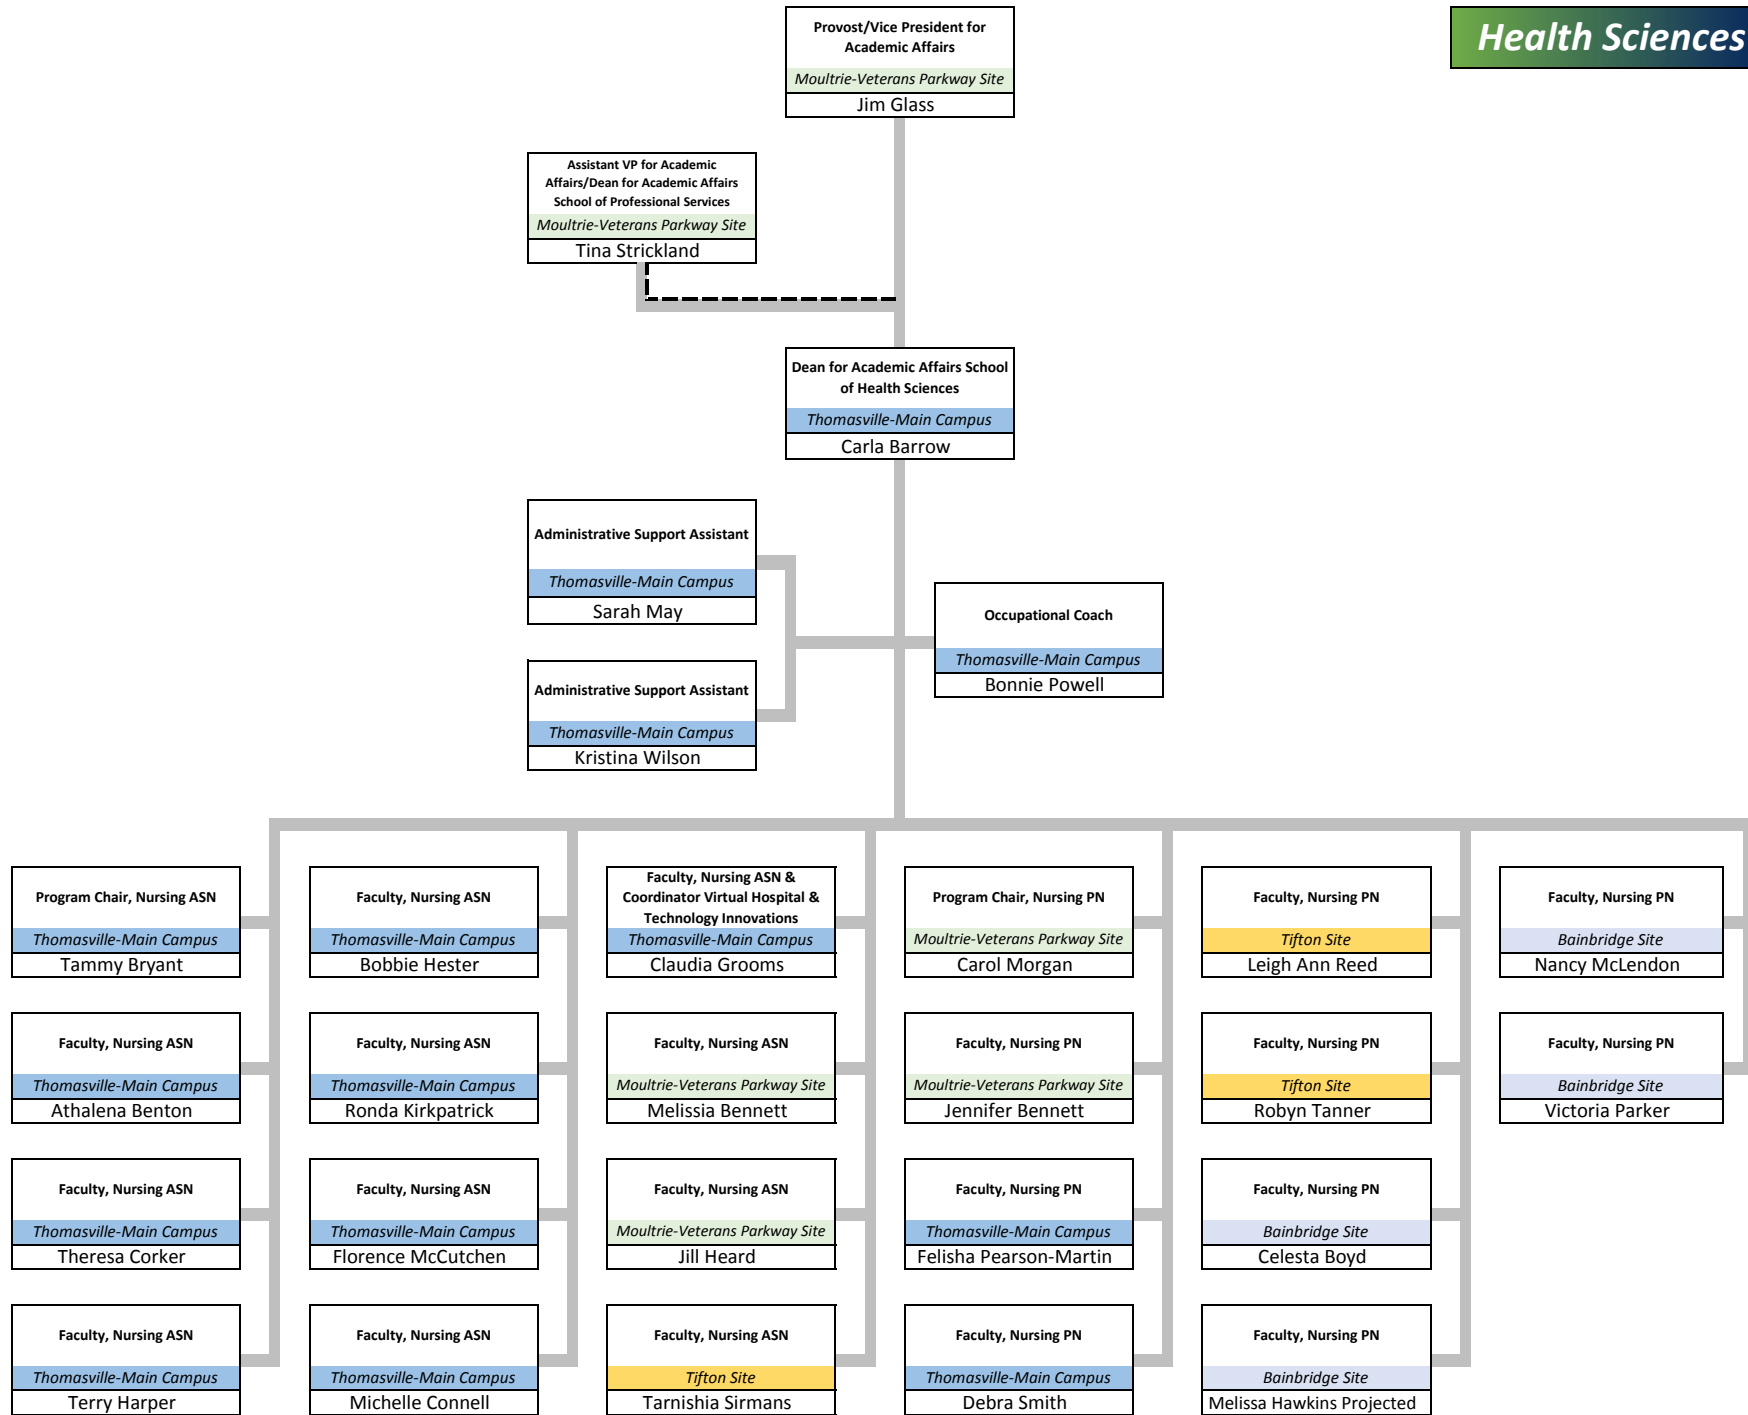 Health Sciences
Provost/Vice President for
Academic Affairs
Moultrie-Veterans Parkway Site
Jim Glass
Assistant VP for Academic
Affairs/Dean for Academic Affairs
School of Professional Services
Moultrie-Veterans Parkway Site
Tina Strickland
Dean for Academic Affairs School
of Health Sciences
Thomasville-Main Campus
Carla Barrow
Administrative Support Assistant
Thomasville-Main Campus
Sarah May
Occupational Coach
Thomasville-Main Campus
Bonnie Powell
Administrative Support Assistant
Thomasville-Main Campus
Kristina Wilson
Program Chair, Nursing ASN
Thomasville-Main Campus
Tammy Bryant
Faculty, Nursing ASN
Thomasville-Main Campus
Bobbie Hester
Faculty, Nursing ASN &
Coordinator Virtual Hospital &
Technology Innovations
Thomasville-Main Campus
Claudia Grooms
Program Chair, Nursing PN
Moultrie-Veterans Parkway Site
Carol Morgan
Faculty, Nursing PN
Tifton Site
Leigh Ann Reed
Faculty, Nursing PN
Bainbridge Site
Nancy McLendon
Faculty, Nursing ASN
Thomasville-Main Campus
Athalena Benton
Faculty, Nursing ASN
Thomasville-Main Campus
Ronda Kirkpatrick
Faculty, Nursing ASN
Moultrie-Veterans Parkway Site
Melissia Bennett
Faculty, Nursing PN
Moultrie-Veterans Parkway Site
Jennifer Bennett
Faculty, Nursing PN
Tifton Site
Robyn Tanner
Faculty, Nursing PN
Bainbridge Site
Victoria Parker
Faculty, Nursing ASN
Thomasville-Main Campus
Theresa Corker
Faculty, Nursing ASN
Thomasville-Main Campus
Florence McCutchen
Faculty, Nursing ASN
Moultrie-Veterans Parkway Site
Jill Heard
Faculty, Nursing PN
Thomasville-Main Campus
Felisha Pearson-Martin
Faculty, Nursing PN
Bainbridge Site
Celesta Boyd
Faculty, Nursing ASN
Thomasville-Main Campus
Terry Harper
Faculty, Nursing ASN
Thomasville-Main Campus
Michelle Connell
Faculty, Nursing ASN
Tifton Site
Tarnishia Sirmans
Faculty, Nursing PN
Thomasville-Main Campus
Debra Smith
Faculty, Nursing PN
Bainbridge Site
Melissa Hawkins Projected